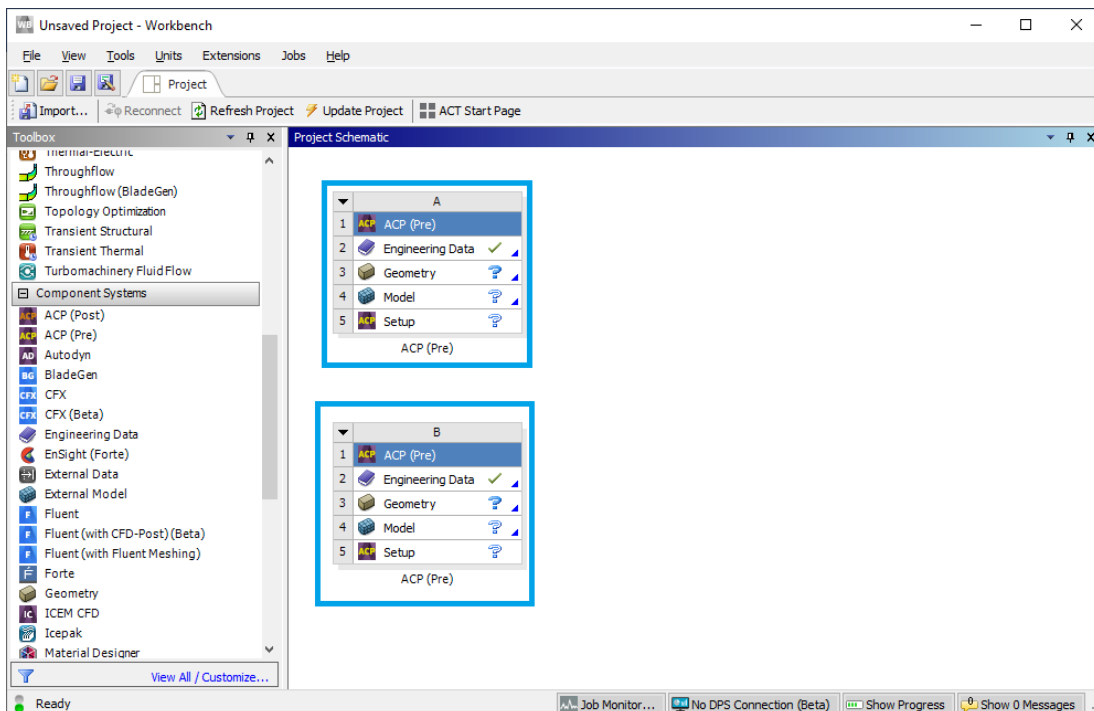 Unsaved Project - Workbench
File View Tools Units Extensions Jobs Help
Project
Import... Reconnect Refresh Project Update Project ACT Start Page
Toolbox
Project Schematic
Thermal-Electric
Throughflow
Throughflow (BladeGen)
Topology Optimization
Transient Structural
Transient Thermal
Turbomachinery Fluid Flow
Component Systems
ACP (Post)
ACP (Pre)
Autodyn
BladeGen
CFX
CFX (Beta)
Engineering Data
EnSight (Forte)
External Data
External Model
Fluent
Fluent (with CFD-Post) (Beta)
Fluent (with Fluent Meshing)
Forte
Geometry
ICEM CFD
Icepak
Material Designer
View All / Customize...
A
1 ACP ACP (Pre)
2 Engineering Data
3 Geometry
4 Model
5 ACP Setup
ACP (Pre)
B
1 ACP ACP (Pre)
2 Engineering Data
3 Geometry
4 Model
5 ACP Setup
ACP (Pre)
Ready
Job Monitor... No DPS Connection (Beta) Show Progress Show 0 Messages